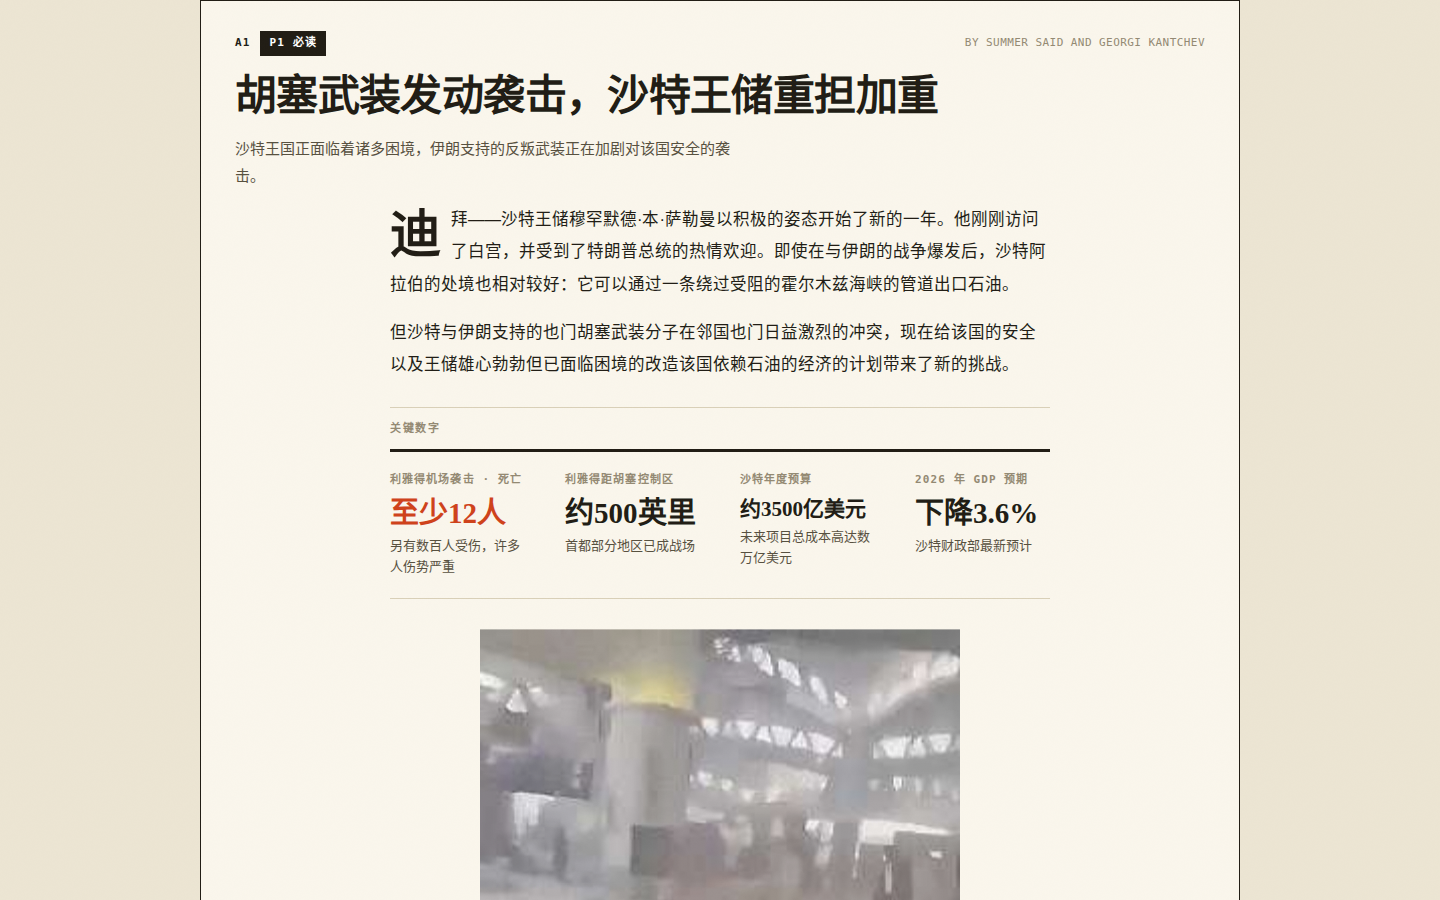 A1 P1 必读
BY SUMMER SAID AND GEORGI KANTCHEV
胡塞武装发动袭击，沙特王储重担加重
沙特王国正面临着诸多困境，伊朗支持的反叛武装正在加剧对该国安全的袭
击。
迪拜——沙特王储穆罕默德·本·萨勒曼以积极的姿态开始了新的一年。他刚刚访问
了白宫，并受到了特朗普总统的热情欢迎。即使在与伊朗的战争爆发后，沙特阿
拉伯的处境也相对较好：它可以通过一条绕过受阻的霍尔木兹海峡的管道出口石油。
但沙特与伊朗支持的也门胡塞武装分子在邻国也门日益激烈的冲突，现在给该国的安全
以及王储雄心勃勃但已面临困境的改造该国依赖石油的经济的计划带来了新的挑战。
关键数字
利雅得机场袭击 · 死亡
至少12人
另有数百人受伤，许多
人伤势严重
利雅得距胡塞控制区
约500英里
首都部分地区已成战场
沙特年度预算
约3500亿美元
未来项目总成本高达数
万亿美元
2026 年 GDP 预期
下降3.6%
沙特财政部最新预计